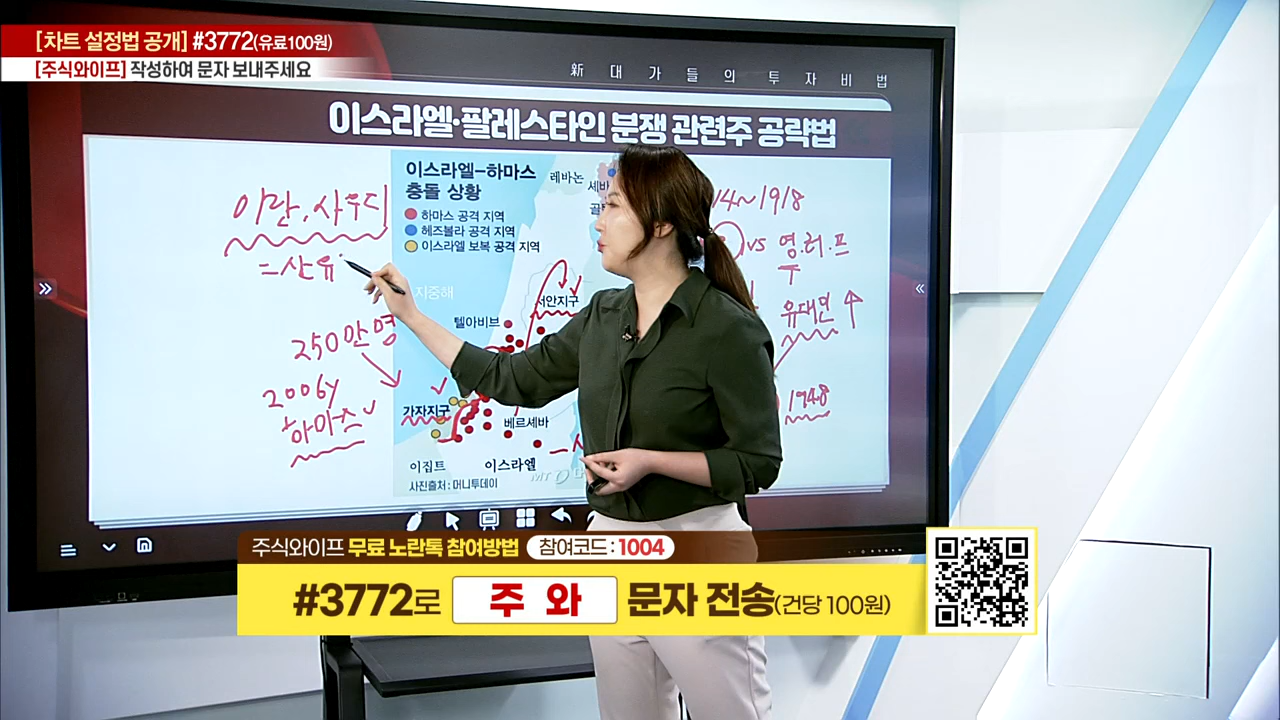 [차트 설정법 공개] #3772(유료100원)
[주식와이프] 작성하여 문자 보내주세요
新 대가들의 투자비법
이스라엘·팔레스타인 분쟁 관련주 공략법
이스라엘-하마스
충돌 상황
하마스 공격 지역
헤즈볼라 공격 지역
이스라엘 보복 공격 지역
레바논
지중해
서안지구
텔아비브
가자지구
베르셰바
이집트
이스라엘
사진출처 : 머니투데이
이란, 사우디
=산유
250만명
2006y
하마스
14~1918
vs 영.러.프
유대인↑
1948
주식와이프 무료 노란톡 참여방법
참여코드 : 1004
#3772로 주 와 문자 전송(건당 100원)